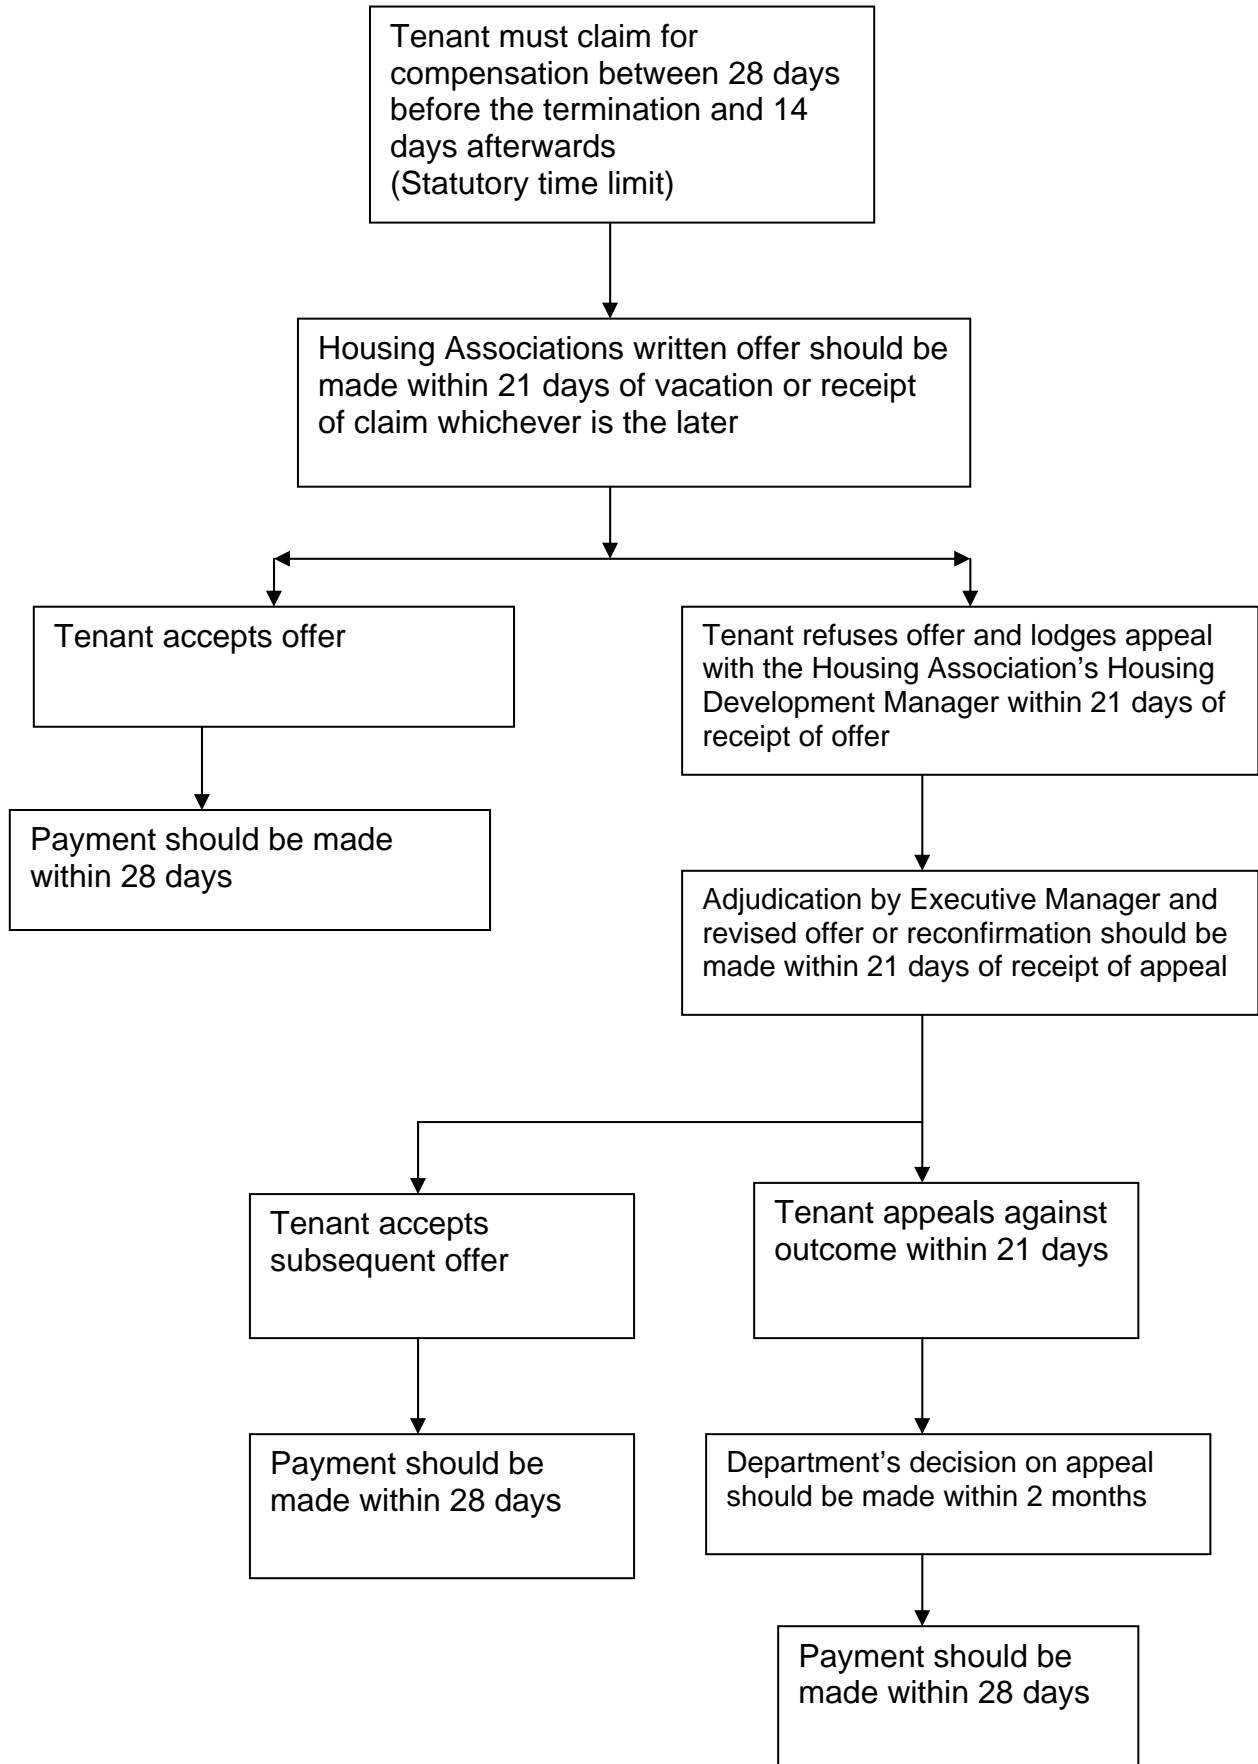 Tenant must claim for
compensation between 28 days
before the termination and 14
days afterwards
(Statutory time limit)
Housing Associations written offer should be
made within 21 days of vacation or receipt
of claim whichever is the later
Tenant accepts offer
Tenant refuses offer and lodges appeal
with the Housing Association’s Housing
Development Manager within 21 days of
receipt of offer
Payment should be made
within 28 days
Adjudication by Executive Manager and
revised offer or reconfirmation should be
made within 21 days of receipt of appeal
Tenant accepts
subsequent offer
Tenant appeals against
outcome within 21 days
Payment should be
made within 28 days
Department’s decision on appeal
should be made within 2 months
Payment should be
made within 28 days